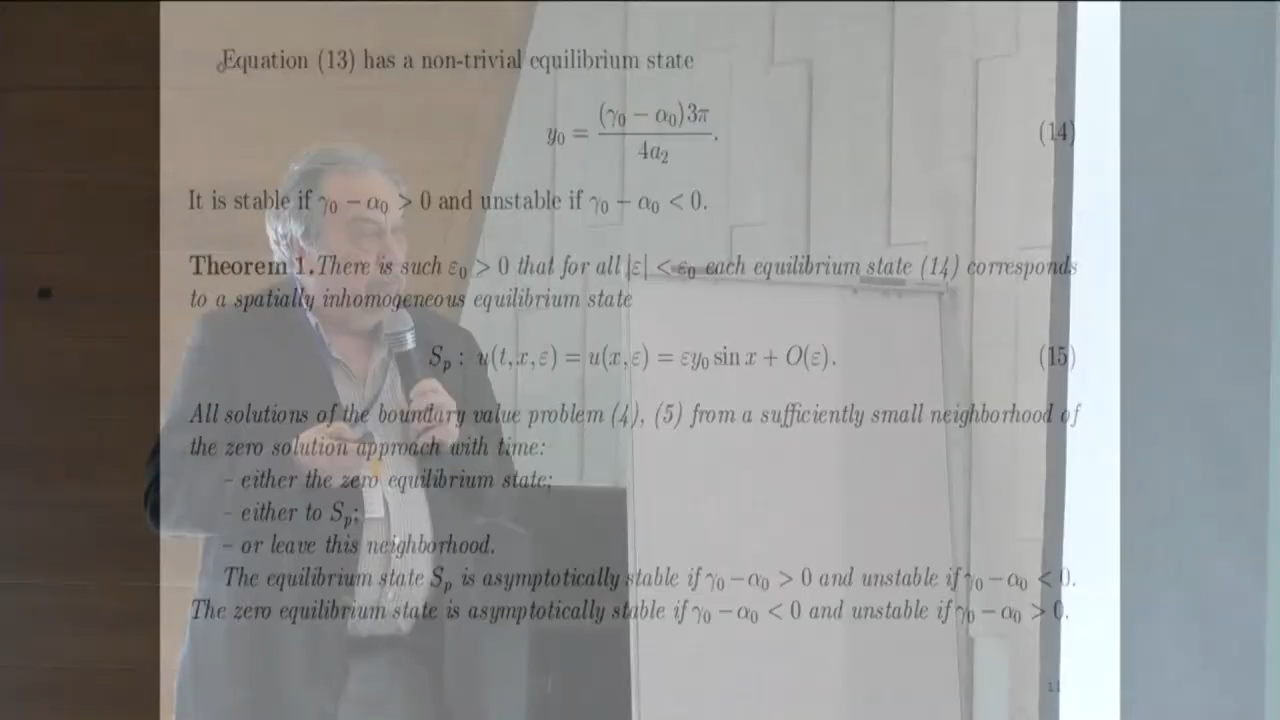 Equation (13) has a non-trivial equilibrium state
y₀ = (γ₀ − α₀)3π / 4a₂. (14)
It is stable if γ₀ − α₀ > 0 and unstable if γ₀ − α₀ < 0.
Theorem 1. There is such ε₀ > 0 that for all |ε| < ε₀ each equilibrium state (14) corresponds
to a spatially inhomogeneous equilibrium state
Sₚ : u(t, x, ε) = u(x, ε) = εy₀ sin x + O(ε). (15)
All solutions of the boundary value problem (4), (5) from a sufficiently small neighborhood of
the zero solution approach with time:
- either the zero equilibrium state;
- either to Sₚ;
- or leave this neighborhood.
The equilibrium state Sₚ is asymptotically stable if γ₀ − α₀ > 0 and unstable if γ₀ − α₀ < 0.
The zero equilibrium state is asymptotically stable if γ₀ − α₀ < 0 and unstable if γ₀ − α₀ > 0.